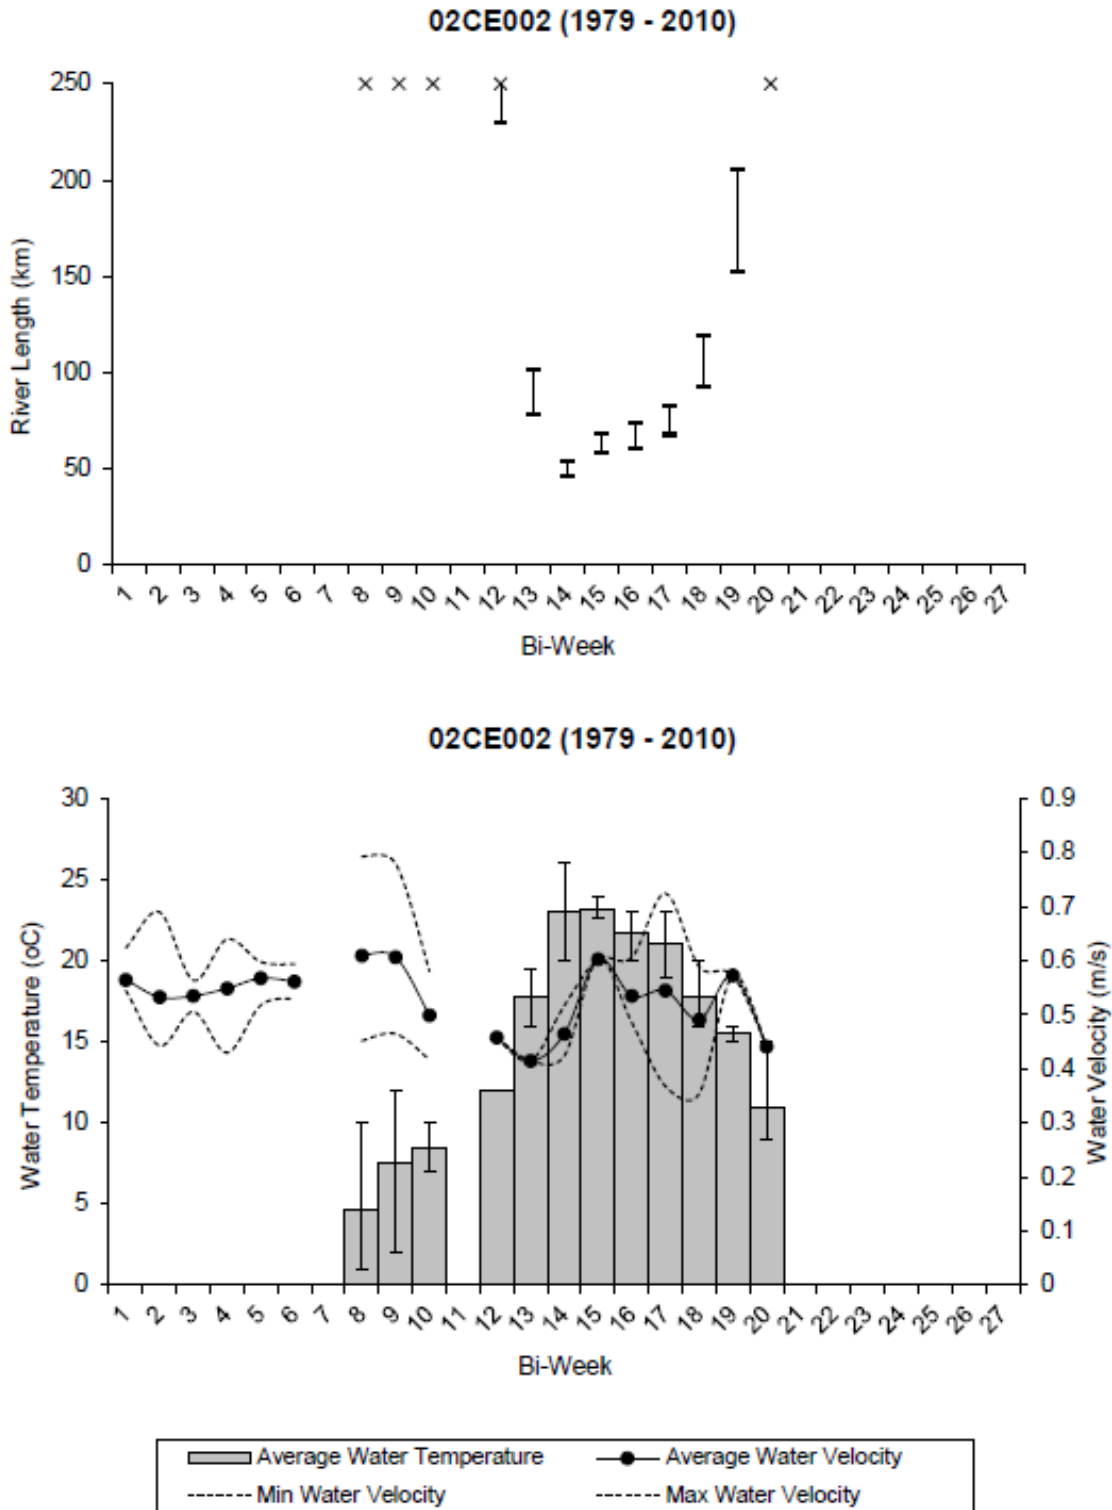 02CE002 (1979 - 2010)
250
200
150
100
50
0
River Length (km)
1 2 3 4 5 6 7 8 9 10 11 12 13 14 15 16 17 18 19 20 21 22 23 24 25 26 27
Bi-Week
02CE002 (1979 - 2010)
30
25
20
15
10
5
0
Water Temperature (oC)
0.9
0.8
0.7
0.6
0.5
0.4
0.3
0.2
0.1
0
Water Velocity (m/s)
1 2 3 4 5 6 7 8 9 10 11 12 13 14 15 16 17 18 19 20 21 22 23 24 25 26 27
Bi-Week
Average Water Temperature
Average Water Velocity
Min Water Velocity
Max Water Velocity